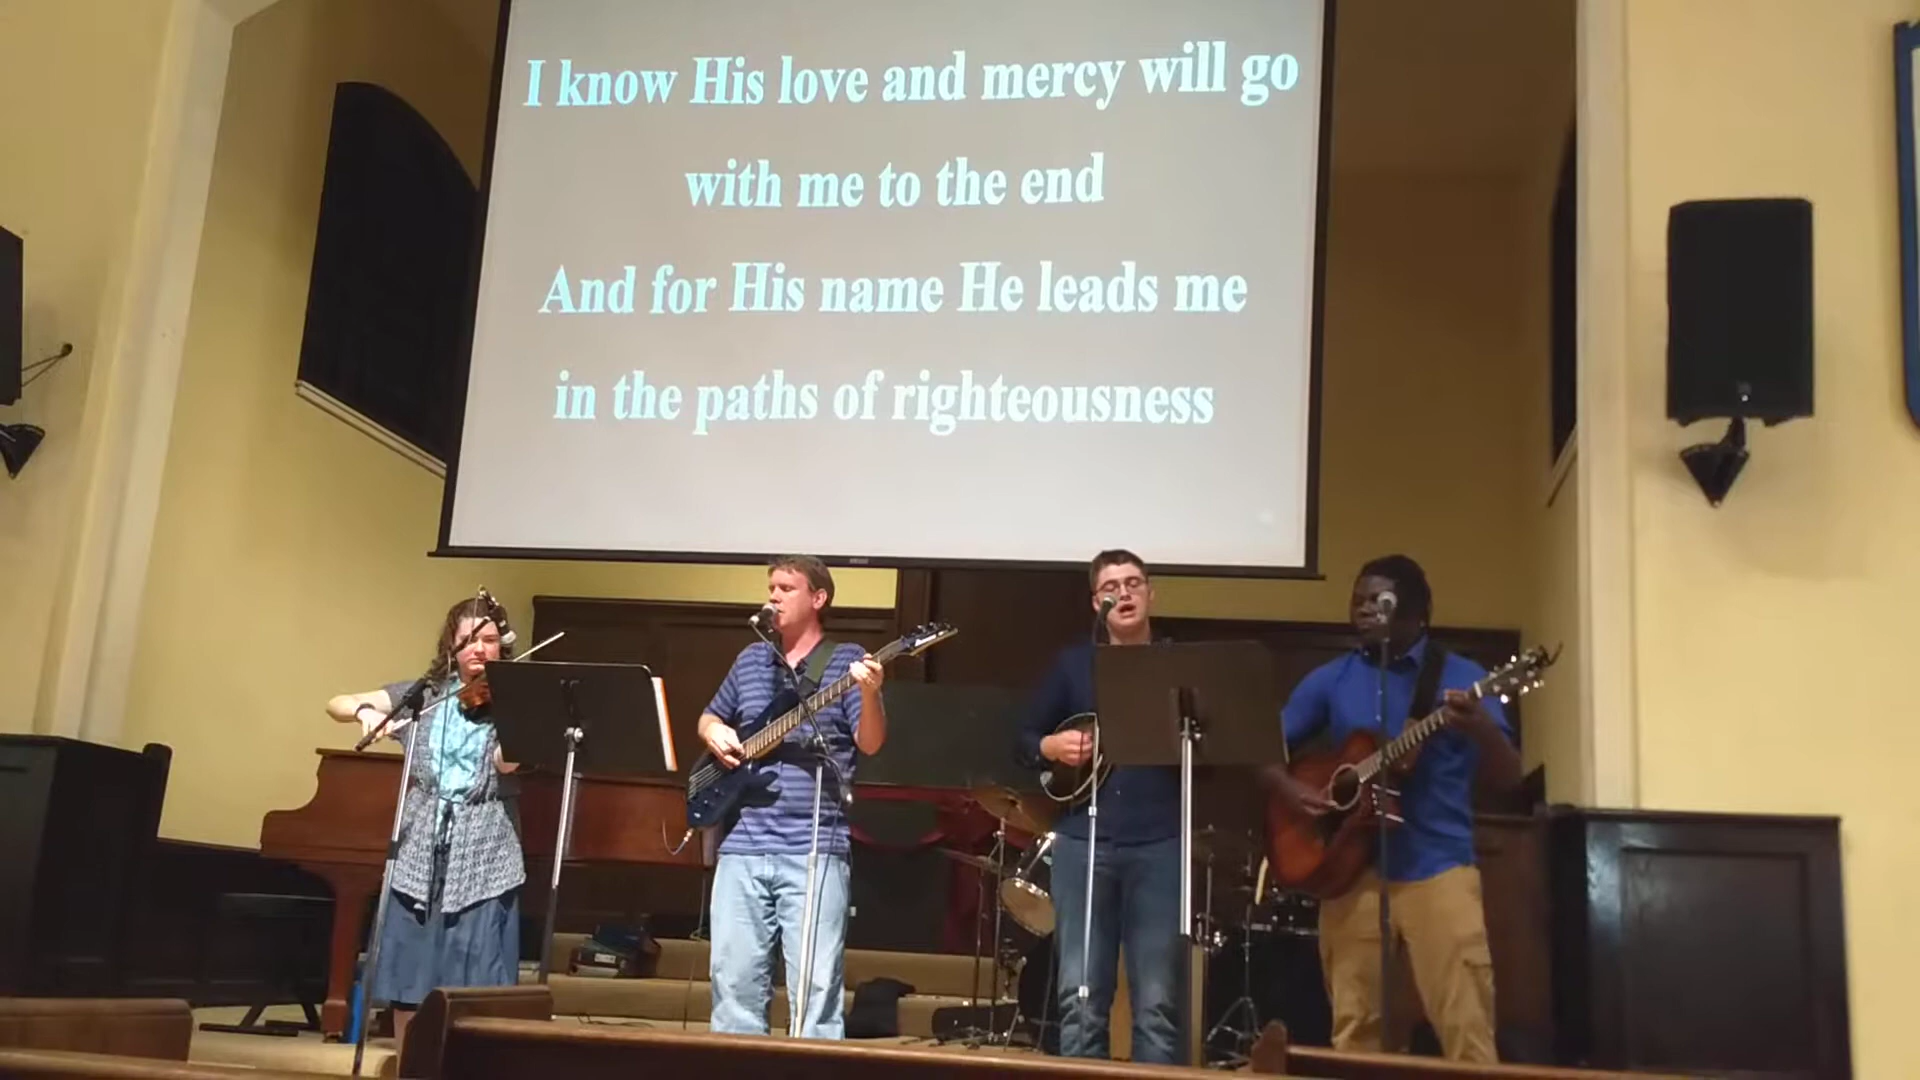 I know His love and mercy will go
with me to the end
And for His name He leads me
in the paths of righteousness